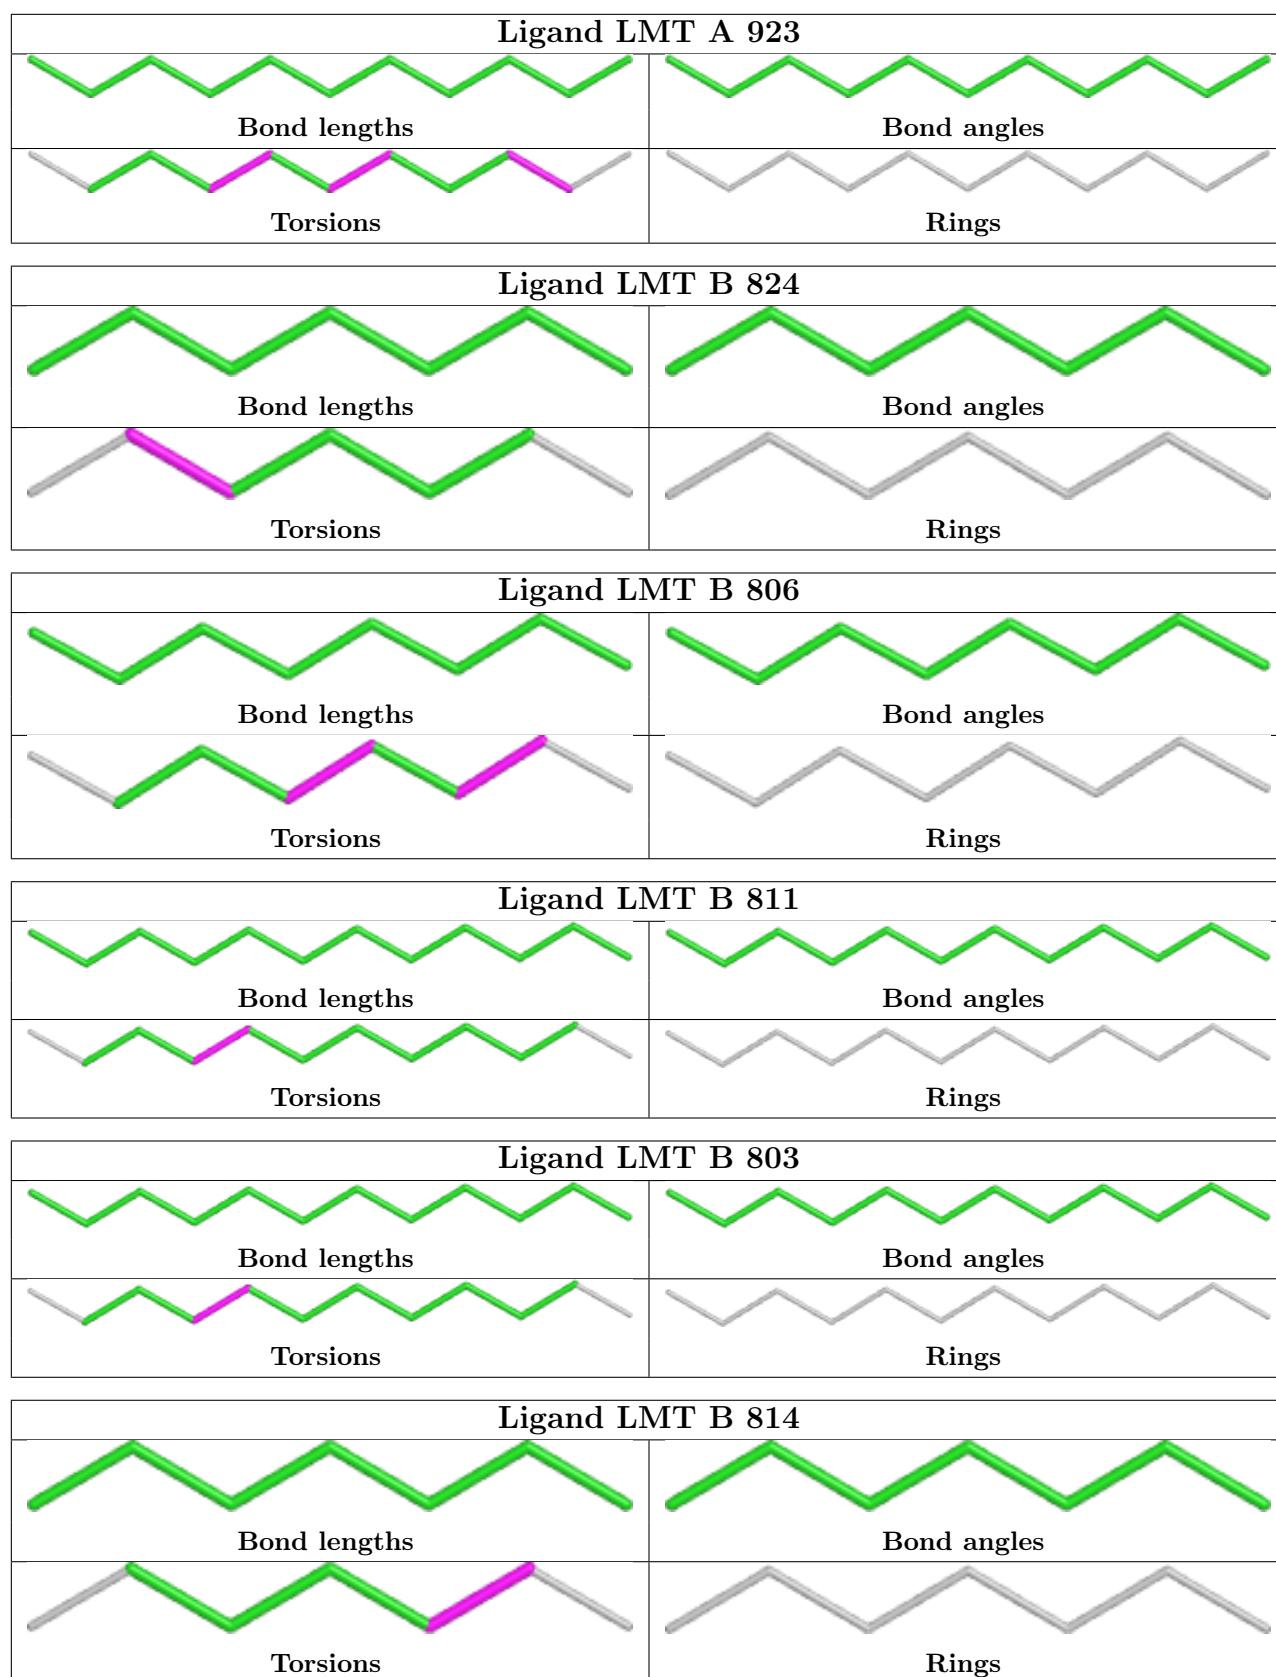 Ligand LMT A 923
Bond lengths Bond angles
Torsions Rings
Ligand LMT B 824
Bond lengths Bond angles
Torsions Rings
Ligand LMT B 806
Bond lengths Bond angles
Torsions Rings
Ligand LMT B 811
Bond lengths Bond angles
Torsions Rings
Ligand LMT B 803
Bond lengths Bond angles
Torsions Rings
Ligand LMT B 814
Bond lengths Bond angles
Torsions Rings